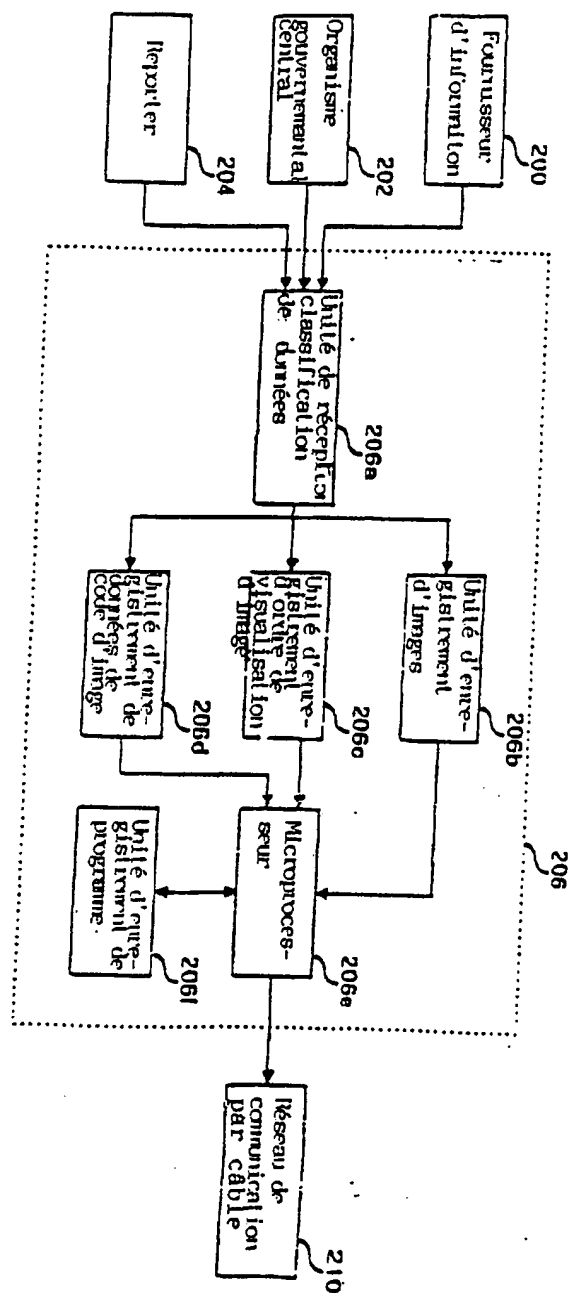 Fournisseur
d'informaiton
200
Organisme
gouvernemantal
Central
202
Reporter
204
206
Unité de réception
classification
de données
206a
Unité d'enre-
gistrement
d'images
206b
Unité d'enre-
gistrement
d'ordre de
visualisation
d'image
206c
Unité d'enre-
gistrement de
données de
code d'image
206d
Microproces-
seur
206e
Unité d'enre-
gistrement de
programme.
206f
Réseau de
communication
par câble
210